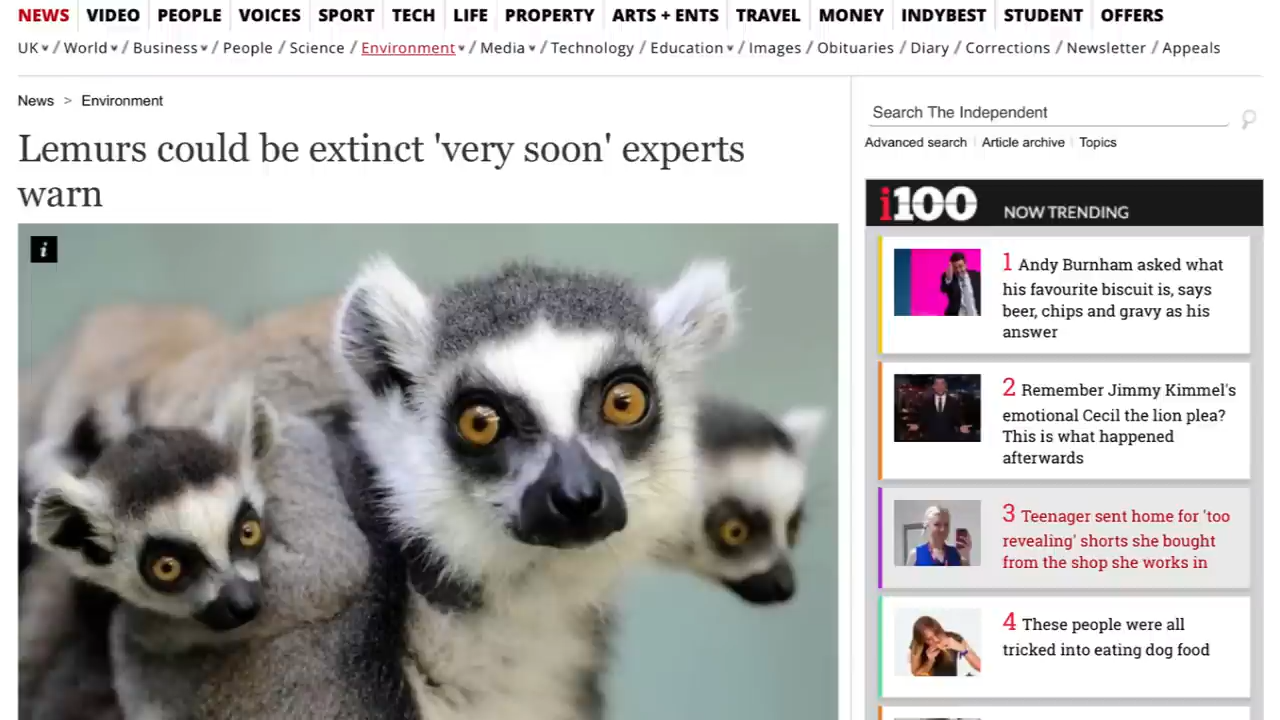 NEWS VIDEO PEOPLE VOICES SPORT TECH LIFE PROPERTY ARTS + ENTS TRAVEL MONEY INDYBEST STUDENT OFFERS
UK / World / Business / People / Science / Environment / Media / Technology / Education / Images / Obituaries / Diary / Corrections / Newsletter / Appeals
News > Environment
Lemurs could be extinct 'very soon' experts
warn
i
Search The Independent
Advanced search | Article archive | Topics
i100 NOW TRENDING
1 Andy Burnham asked what
his favourite biscuit is, says
beer, chips and gravy as his
answer
2 Remember Jimmy Kimmel's
emotional Cecil the lion plea?
This is what happened
afterwards
3 Teenager sent home for 'too
revealing' shorts she bought
from the shop she works in
4 These people were all
tricked into eating dog food